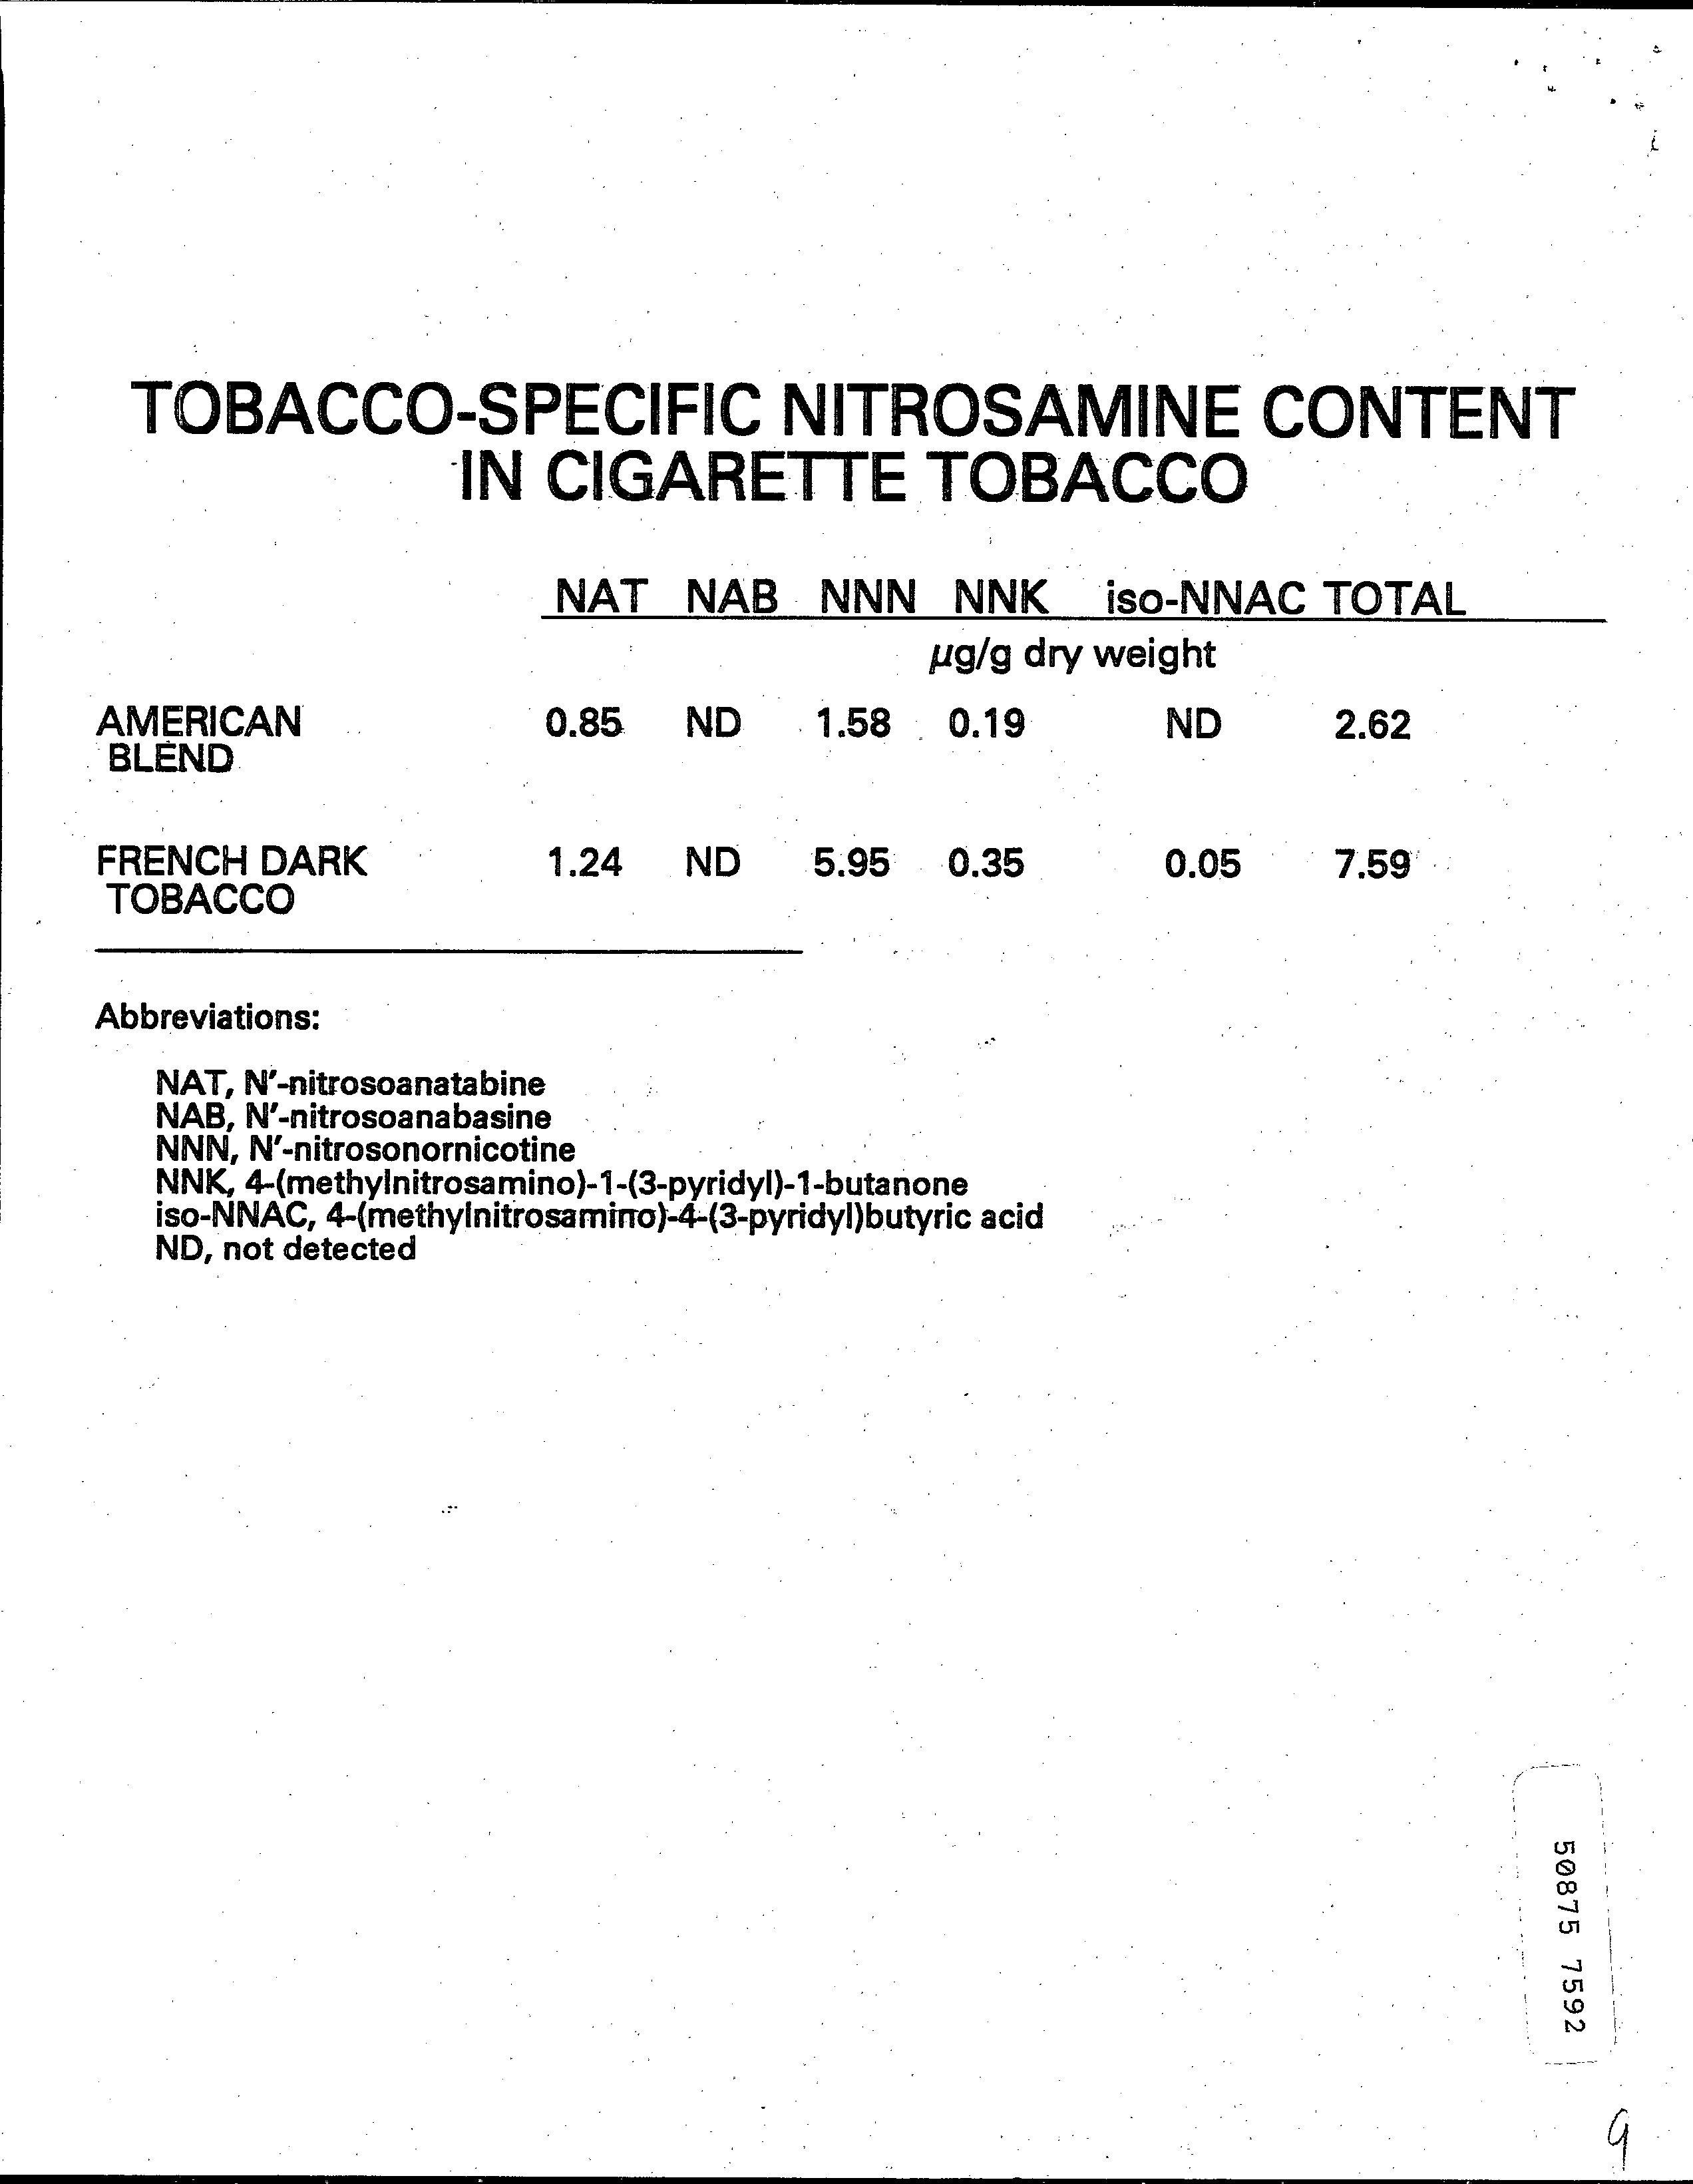 TOBACCO-SPECIFIC NITROSAMINE CONTENT
IN CIGARETTE TOBACCO
NAT NAB NNN NNK iso-NNAC TOTAL
μg/g dry weight
AMERICAN BLEND 0.85 ND 1.58 0.19 ND 2.62
FRENCH DARK TOBACCO 1.24 ND 5.95 0.35 0.05 7.59
Abbreviations:
NAT, N′-nitrosoanatabine
NAB, N′-nitrosoanabasine
NNN, N′-nitrosonornicotine
NNK, 4-(methylnitrosamino)-1-(3-pyridyl)-1-butanone
iso-NNAC, 4-(methylnitrosamino)-4-(3-pyridyl)butyric acid
ND, not detected
50875 7592
9